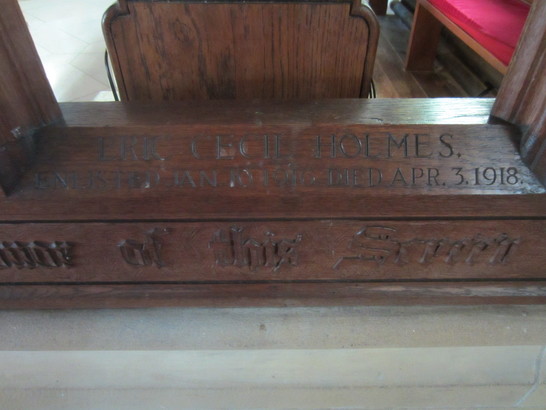 CECIL HOLMES.
ENLISTED JAN. DIED. APR. 3. 1918.
of this Screen